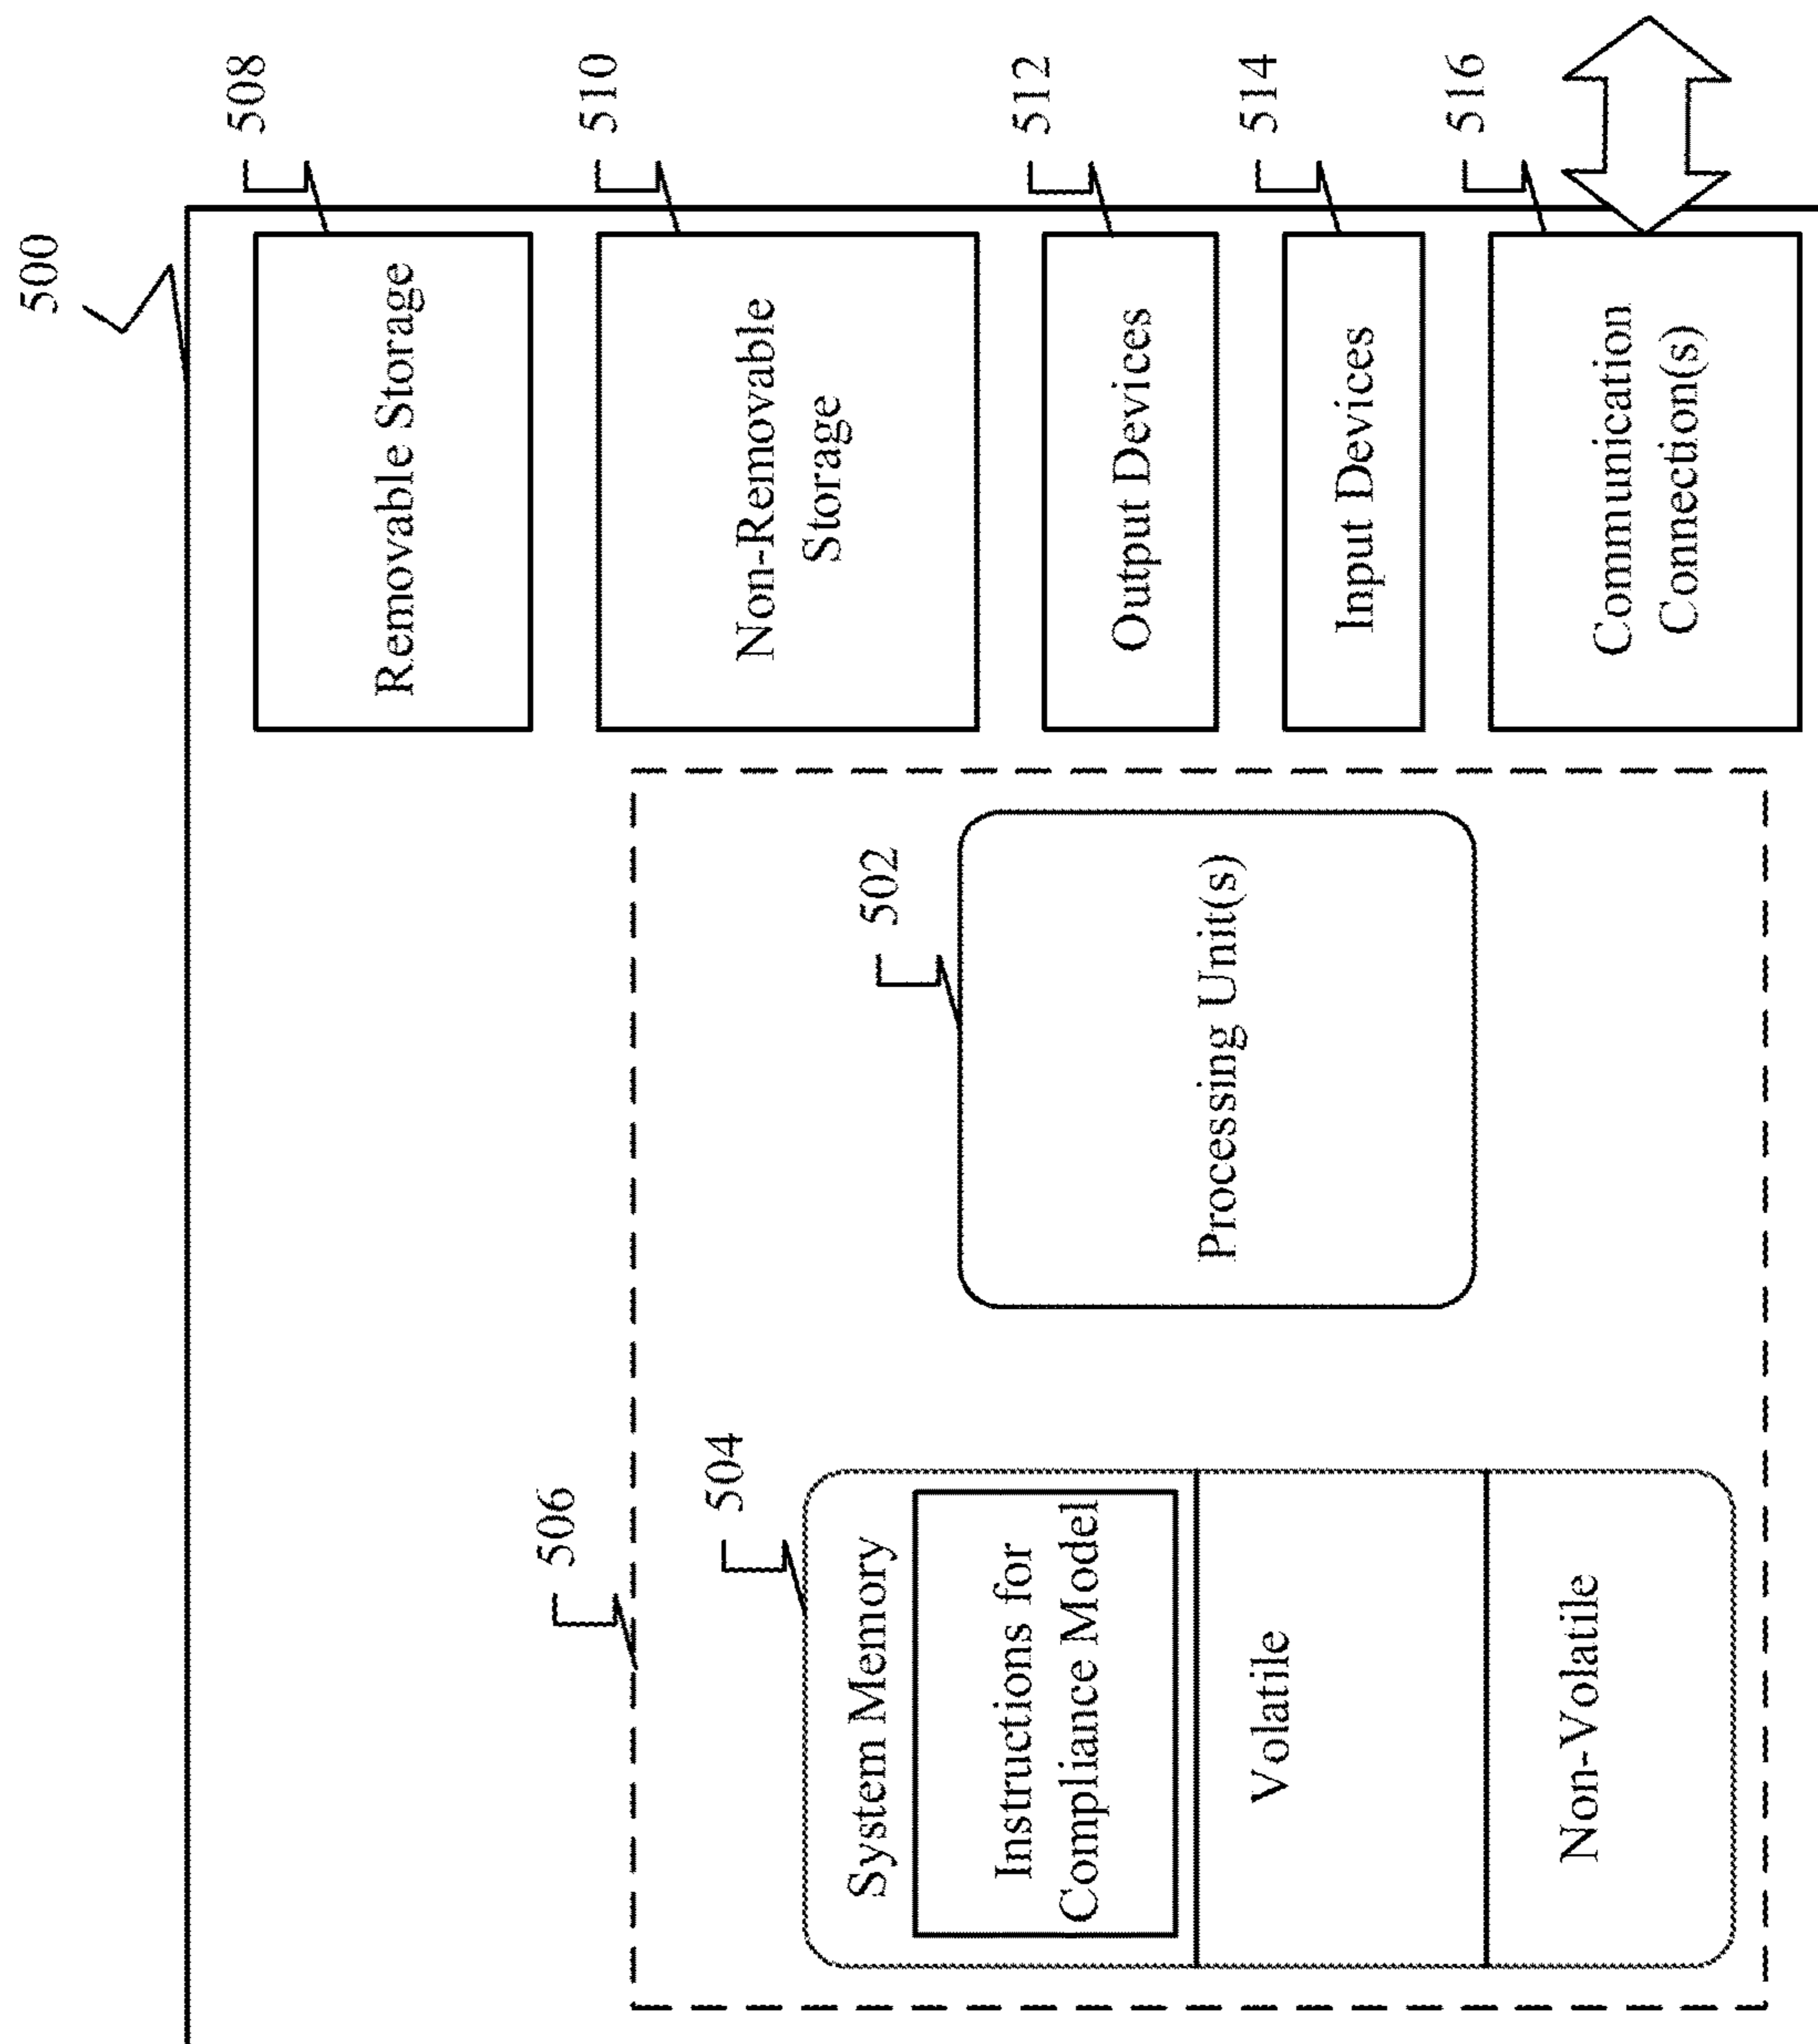 500
506
504
System Memory
Instructions for
Compliance Model
Volatile
Non-Volatile
502
Processing Unit(s)
508
Removable Storage
510
Non-Removable
Storage
512
Output Devices
514
Input Devices
516
Communication
Connection(s)